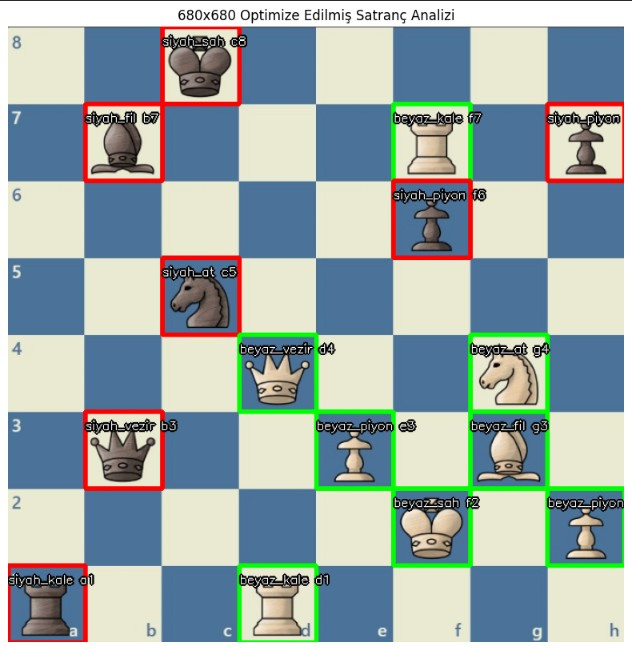 680x680 Optimize Edilmiş Satranç Analizi
8
siyah_sah c8
7
siyah_fil b7
beyaz_kale f7
siyah_piyon
6
siyah_piyon f6
5
siyah_at c5
4
beyaz_vezir d4
beyaz_at g4
3
siyah_vezir b3
beyaz_piyon e3
beyaz_fil g3
2
beyaz_sah f2
beyaz_piyon
siyah_kale a1
beyaz_kale d1
a
b
c
d
e
f
g
h